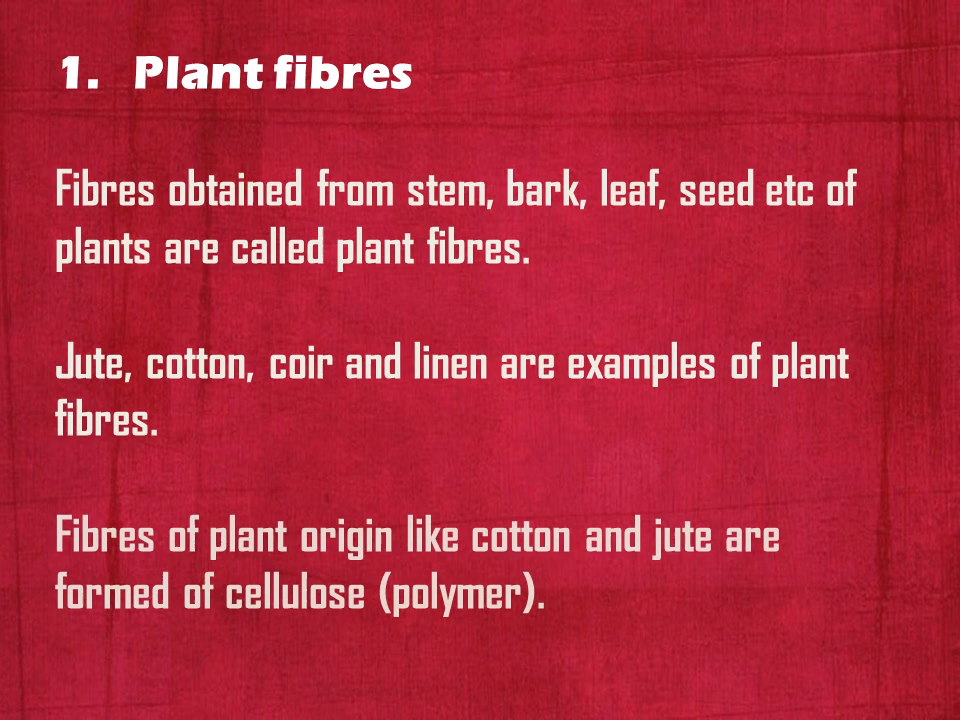 1. Plant fibres
Fibres obtained from stem, bark, leaf, seed etc of
plants are called plant fibres.
Jute, cotton, coir and linen are examples of plant
fibres.
Fibres of plant origin like cotton and jute are
formed of cellulose (polymer).